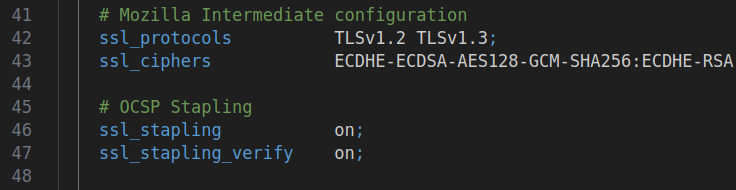 41 # Mozilla Intermediate configuration
42 ssl_protocols TLSv1.2 TLSv1.3;
43 ssl_ciphers ECDHE-ECDSA-AES128-GCM-SHA256:ECDHE-RSA
44
45 # OCSP Stapling
46 ssl_stapling on;
47 ssl_stapling_verify on;
48